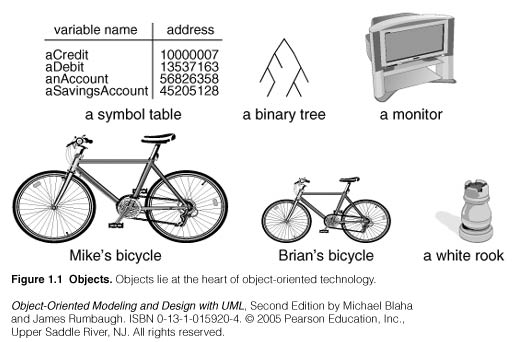 variable name address
aCredit 10000007
aDebit 13537163
anAccount 56826358
aSavingsAccount 45205128
a symbol table
a binary tree
a monitor
Mike's bicycle
Brian's bicycle
a white rook
Figure 1.1 Objects. Objects lie at the heart of object-oriented technology.
Object-Oriented Modeling and Design with UML, Second Edition by Michael Blaha
and James Rumbaugh. ISBN 0-13-1-015920-4. © 2005 Pearson Education, Inc.,
Upper Saddle River, NJ. All rights reserved.